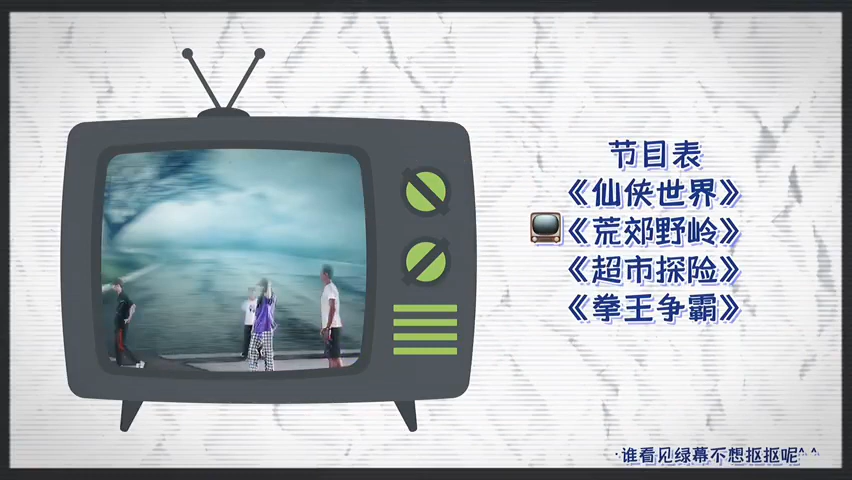 节目表
《仙侠世界》
《荒郊野岭》
《超市探险》
《拳王争霸》
·谁看见绿幕不想抠抠呢^ ^